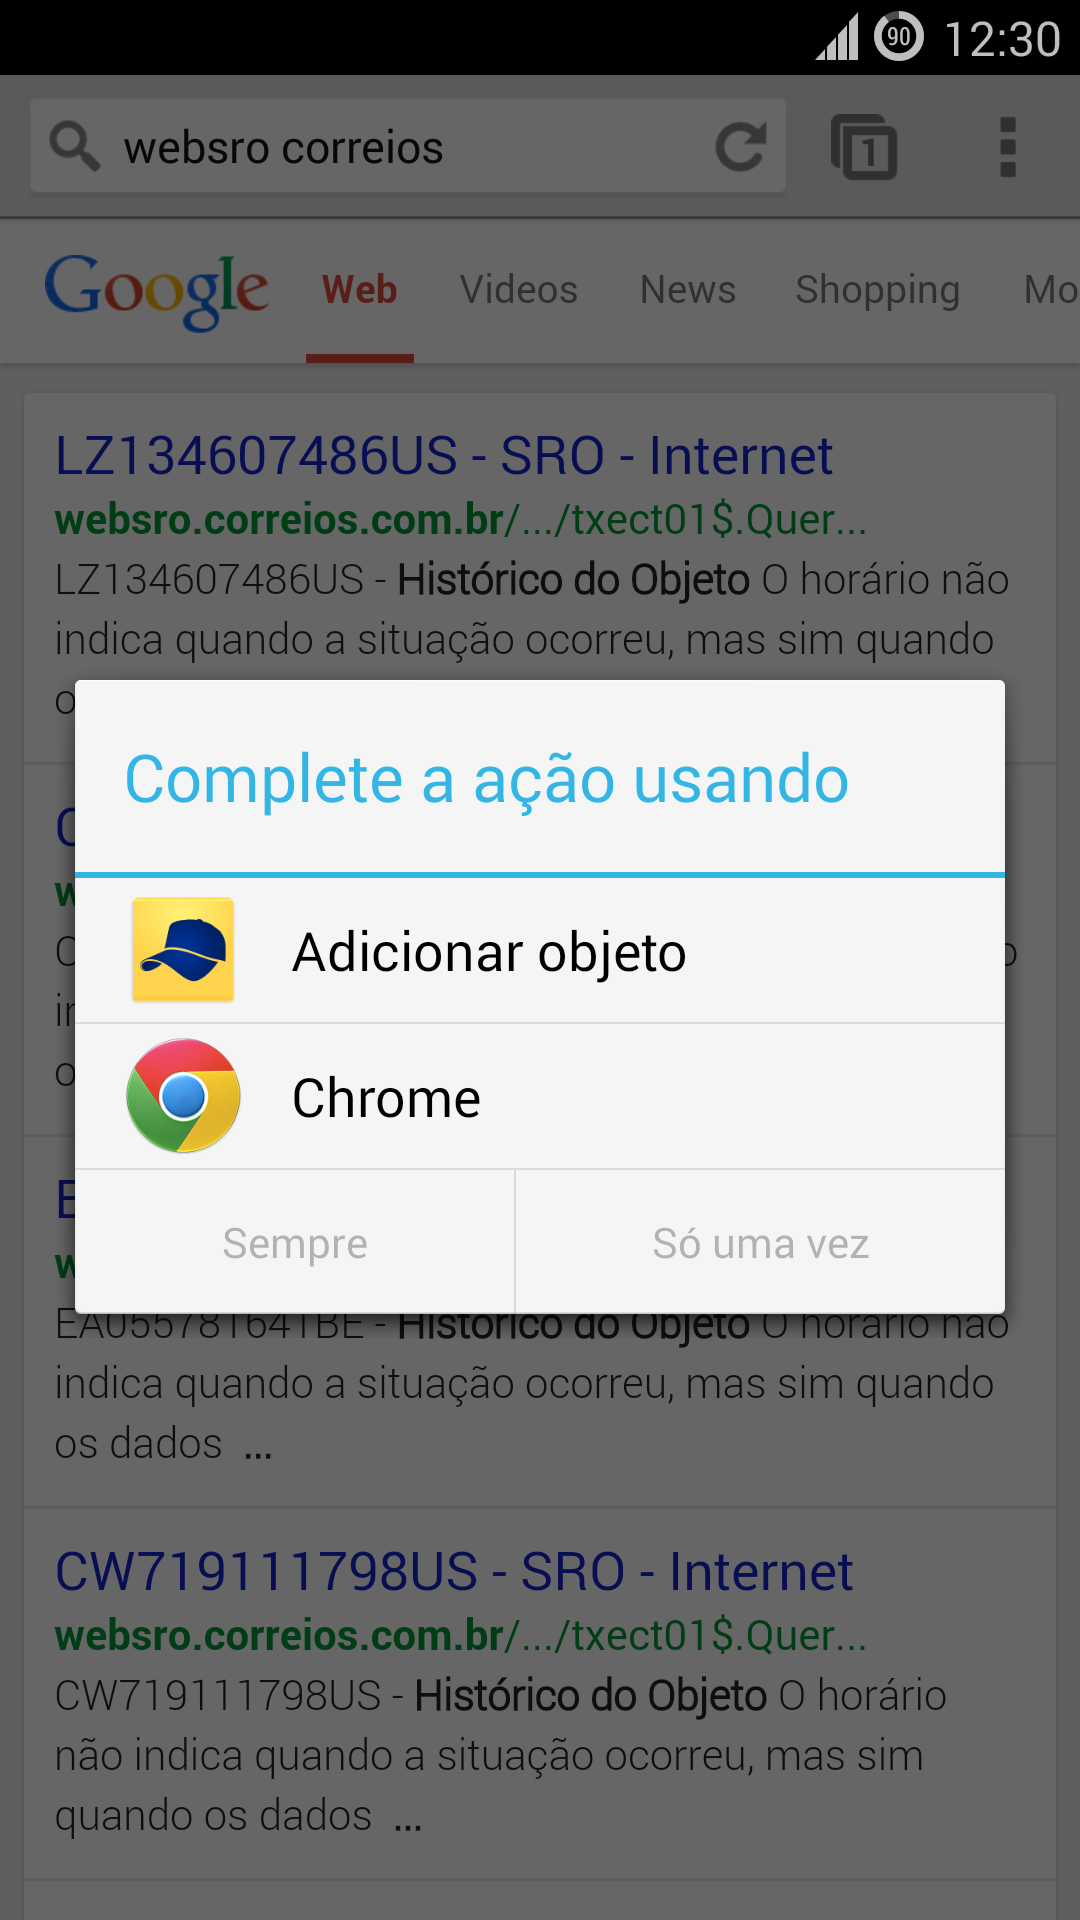 90 12:30
websro correios 1
Google Web Videos News Shopping Mo
LZ134607486US - SRO - Internet
websro.correios.com.br/.../txect01$.Quer...
LZ134607486US - Histórico do Objeto O horário não
indica quando a situação ocorreu, mas sim quando
Complete a ação usando
Adicionar objeto
Chrome
Sempre Só uma vez
EA055781641BE - Histórico do Objeto O horário não
indica quando a situação ocorreu, mas sim quando
os dados ...
CW719111798US - SRO - Internet
websro.correios.com.br/.../txect01$.Quer...
CW719111798US - Histórico do Objeto O horário
não indica quando a situação ocorreu, mas sim
quando os dados ...